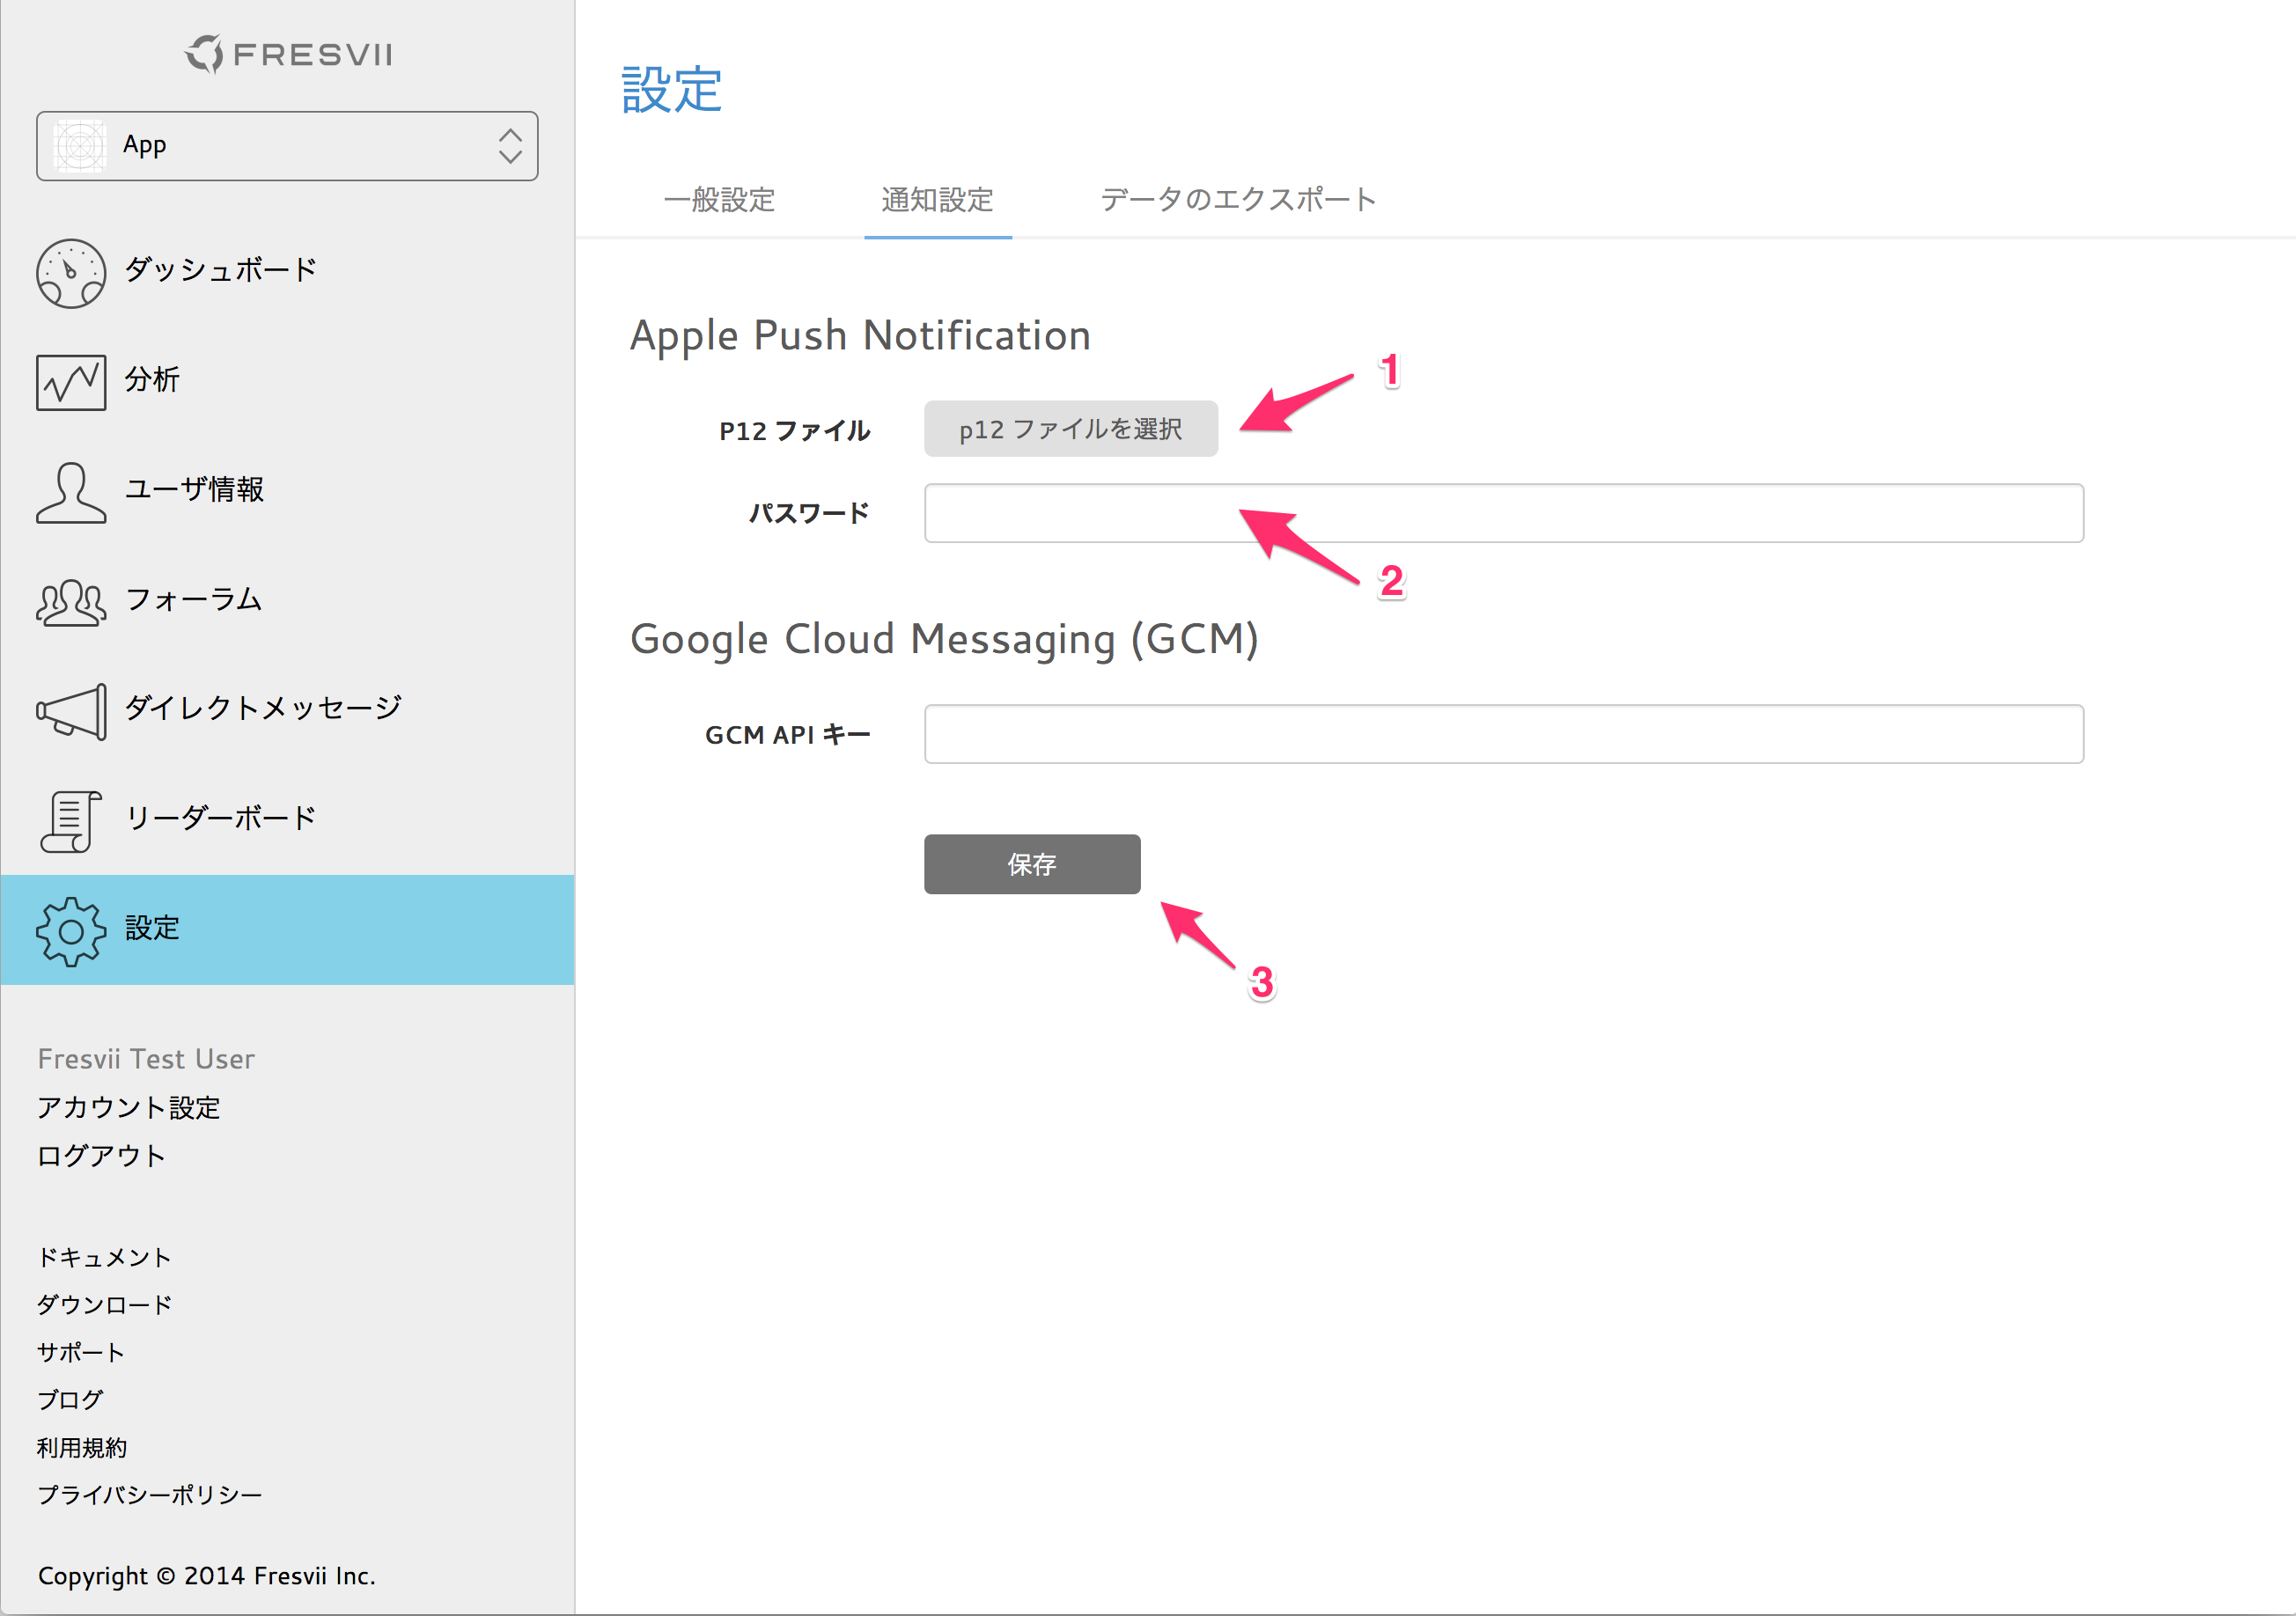 FRESVII
App
ダッシュボード
分析
ユーザ情報
フォーラム
ダイレクトメッセージ
リーダーボード
設定
Fresvii Test User
アカウント設定
ログアウト
ドキュメント
ダウンロード
サポート
ブログ
利用規約
プライバシーポリシー
Copyright © 2014 Fresvii Inc.
設定
一般設定 通知設定 データのエクスポート
Apple Push Notification
1
P12 ファイル p12 ファイルを選択
パスワード
2
Google Cloud Messaging (GCM)
GCM API キー
保存
3